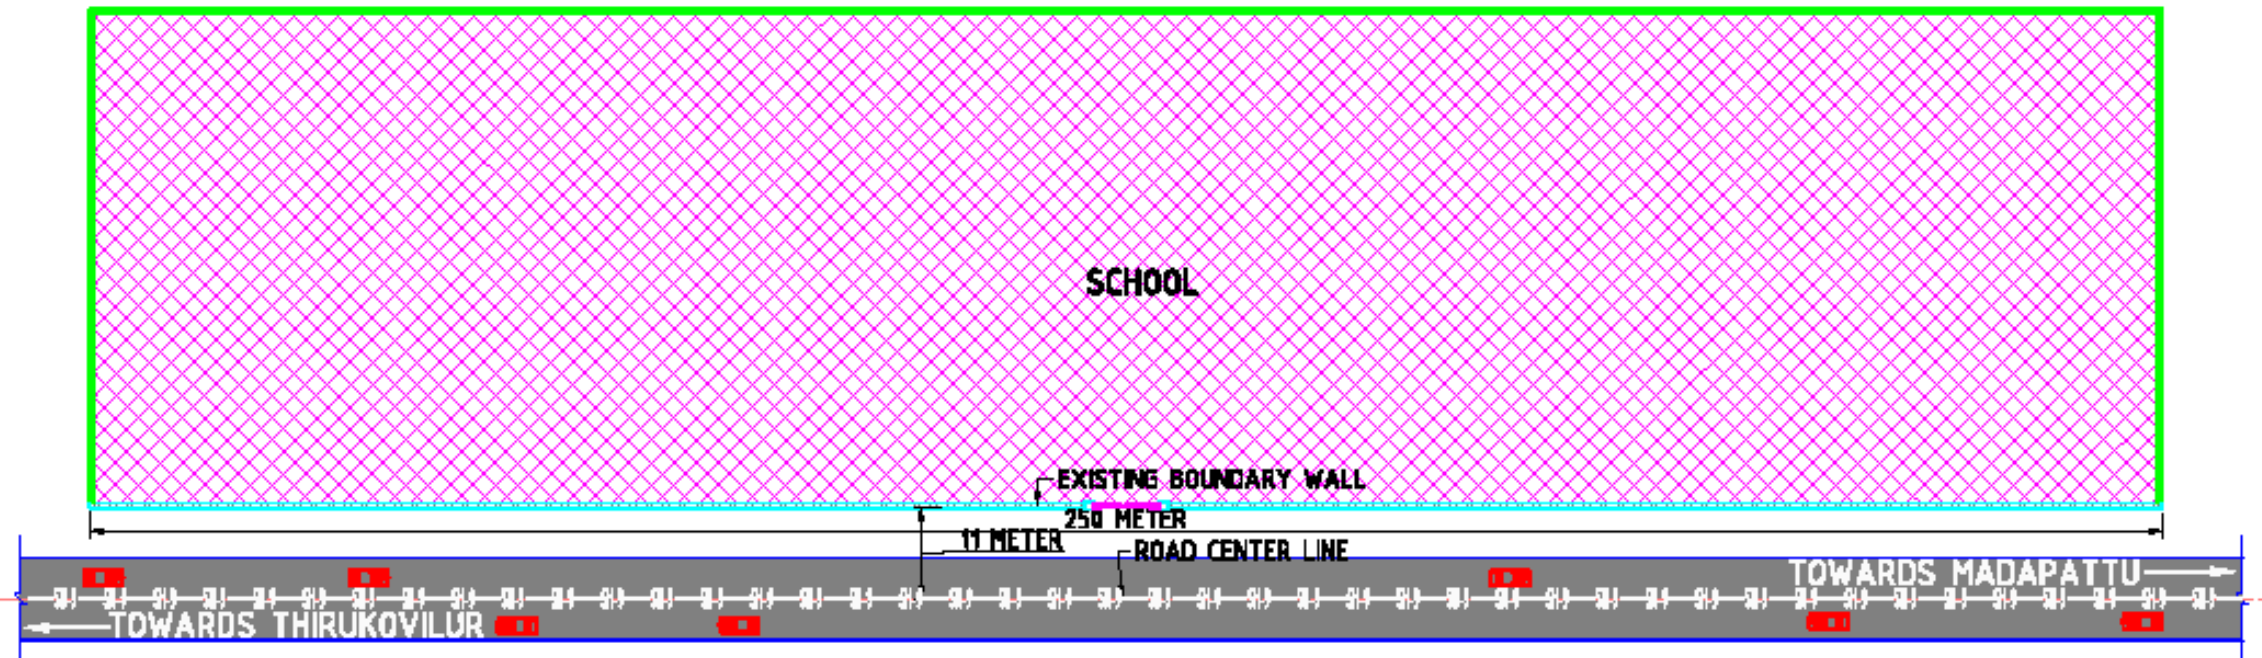 SCHOOL
EXISTING BOUNDARY WALL
250 METER
11 METER
ROAD CENTER LINE
TOWARDS MADAPATTU
TOWARDS THIRUKOVILUR